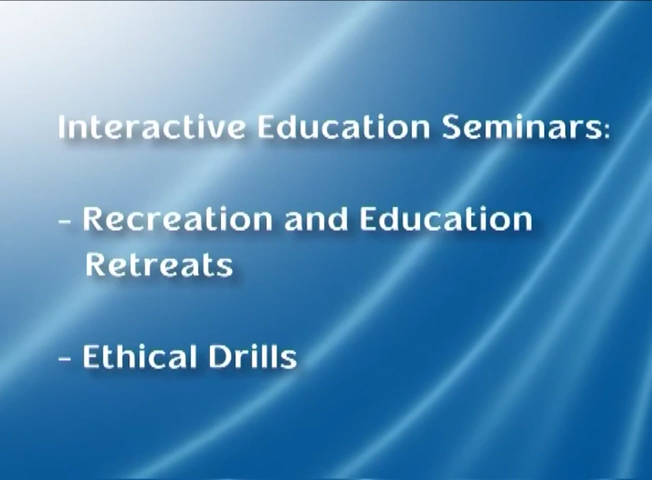 Interactive Education Seminars:
- Recreation and Education
Retreats
- Ethical Drills